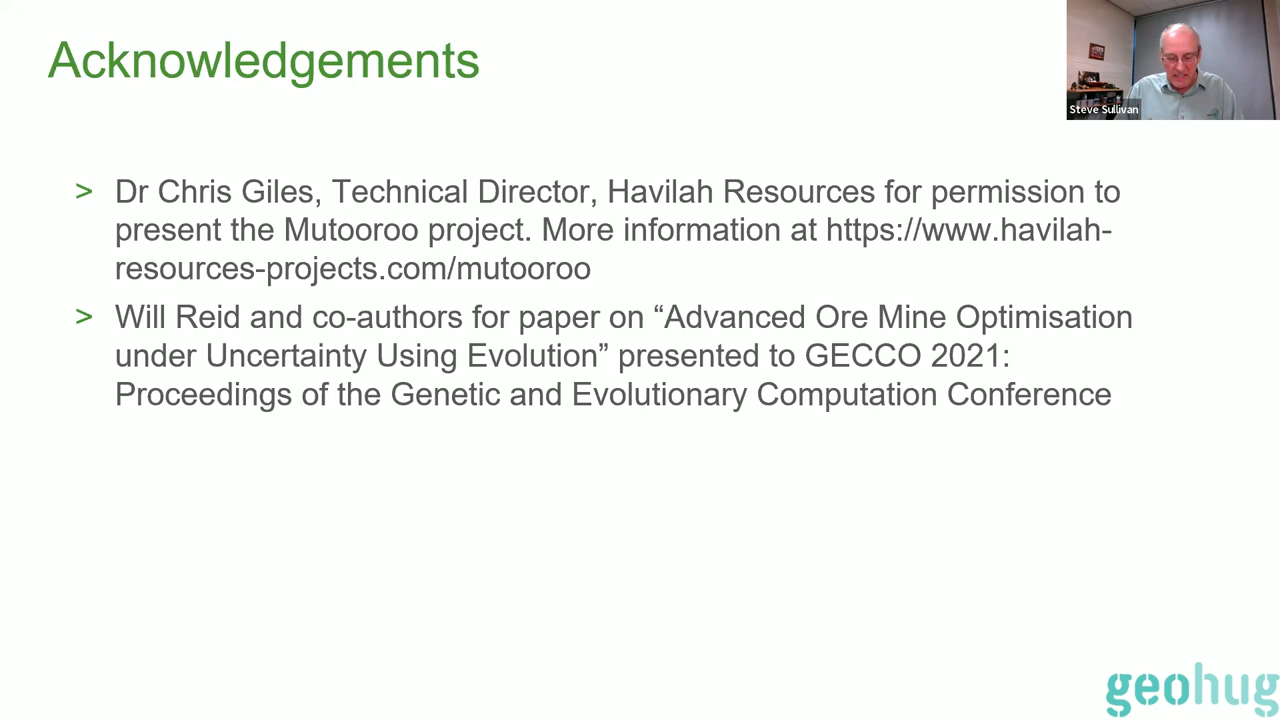 Acknowledgements
Steve Sullivan
> Dr Chris Giles, Technical Director, Havilah Resources for permission to
present the Mutooroo project. More information at https://www.havilah-
resources-projects.com/mutooroo
> Will Reid and co-authors for paper on “Advanced Ore Mine Optimisation
under Uncertainty Using Evolution” presented to GECCO 2021:
Proceedings of the Genetic and Evolutionary Computation Conference
geohug